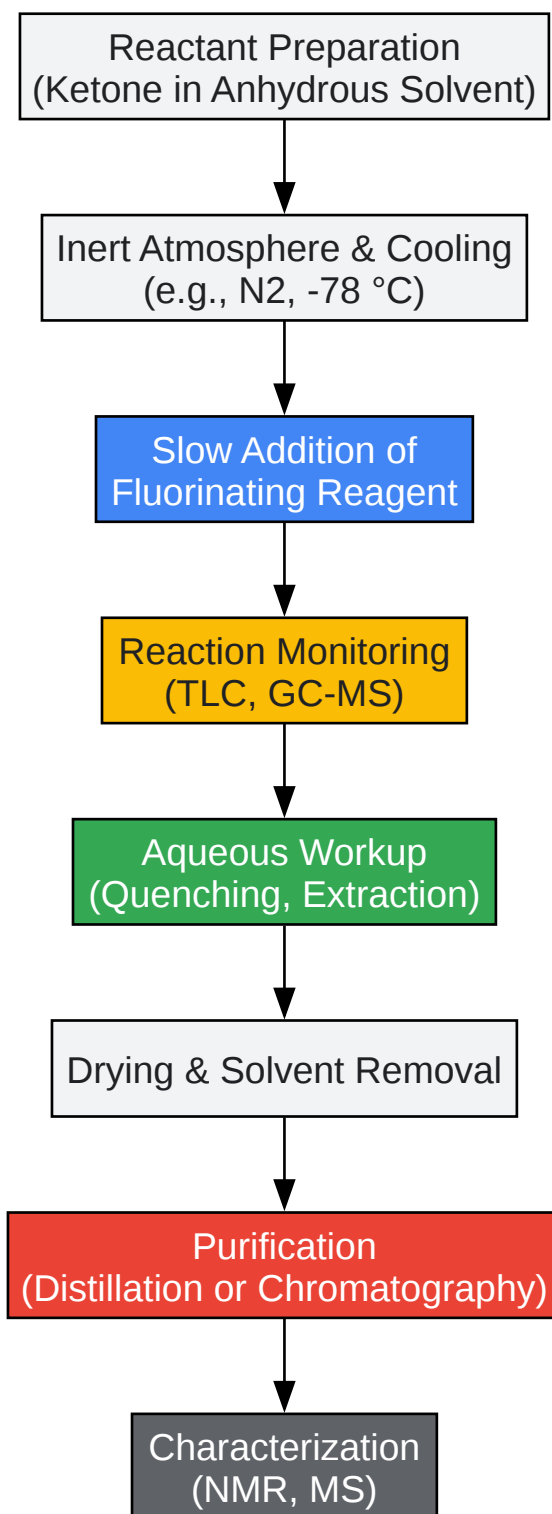 Reactant Preparation
(Ketone in Anhydrous Solvent)
Inert Atmosphere & Cooling
(e.g., N2, -78 °C)
Slow Addition of
Fluorinating Reagent
Reaction Monitoring
(TLC, GC-MS)
Aqueous Workup
(Quenching, Extraction)
Drying & Solvent Removal
Purification
(Distillation or Chromatography)
Characterization
(NMR, MS)